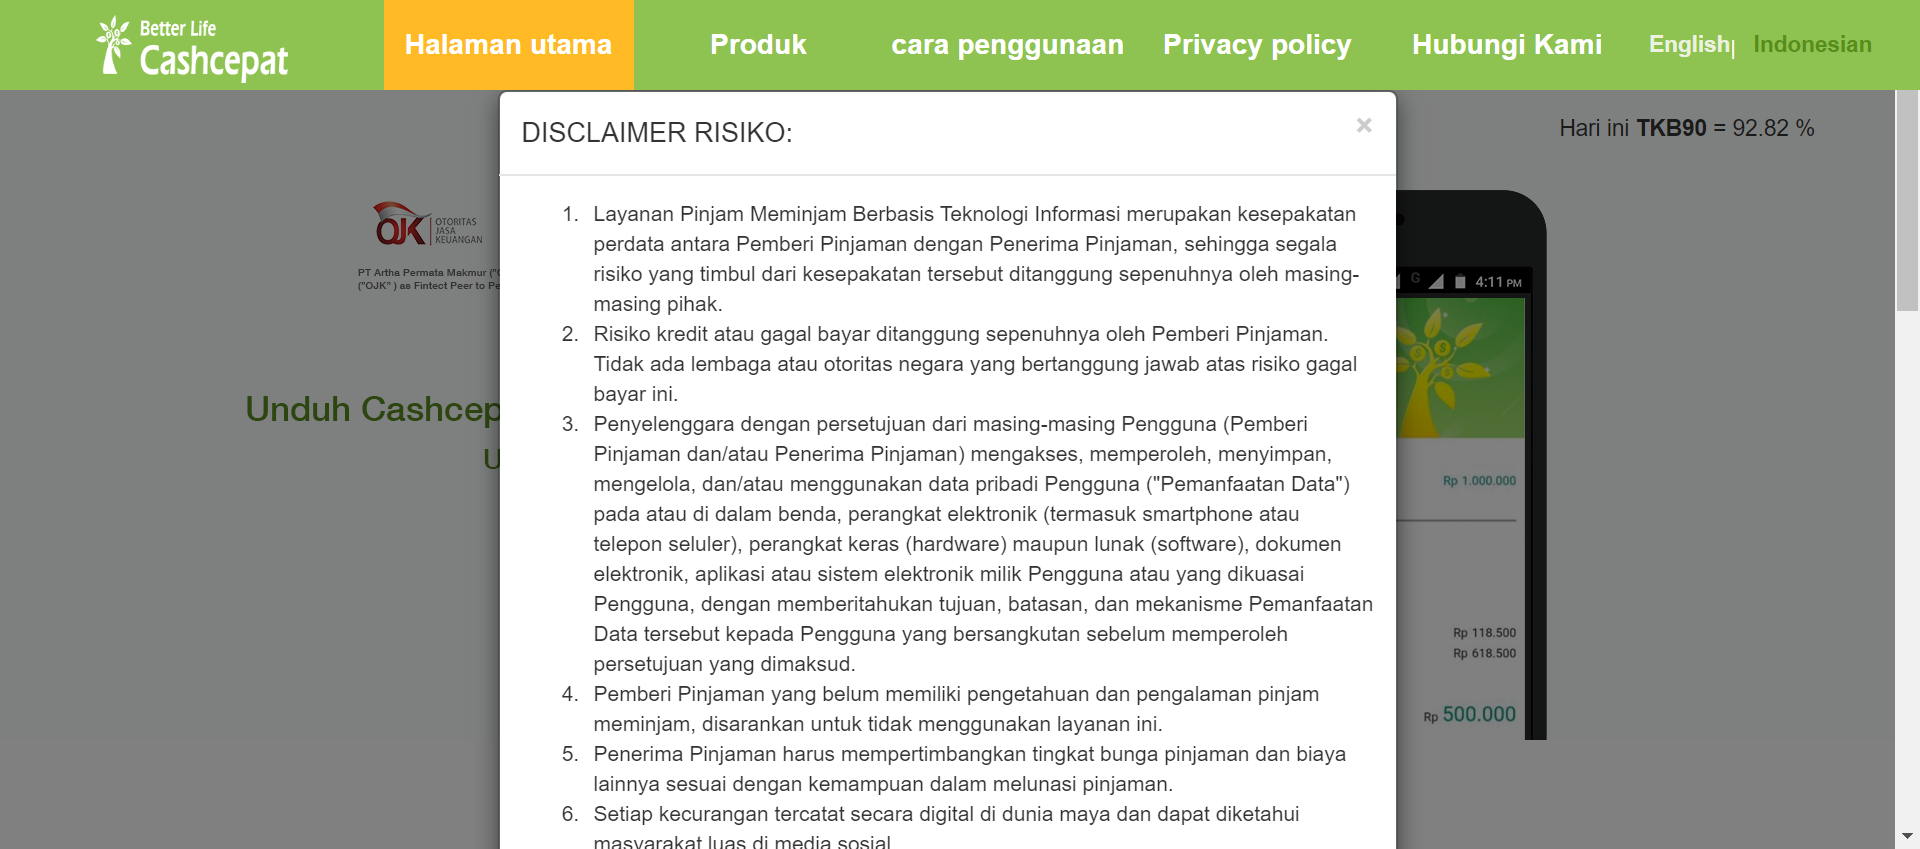 Better Life
Cashcepat
Halaman utama
Produk
cara penggunaan
Privacy policy
Hubungi Kami
English|
Indonesian
DISCLAIMER RISIKO:
×
Hari ini TKB90 = 92.82 %
OJK OTORITAS
JASA
KEUANGAN
PT Artha Permata Makmur ("O
("OJK" ) as Fintect Peer to Pe
Unduh Cashcep
U
1. Layanan Pinjam Meminjam Berbasis Teknologi Informasi merupakan kesepakatan
perdata antara Pemberi Pinjaman dengan Penerima Pinjaman, sehingga segala
risiko yang timbul dari kesepakatan tersebut ditanggung sepenuhnya oleh masing-
masing pihak.
2. Risiko kredit atau gagal bayar ditanggung sepenuhnya oleh Pemberi Pinjaman.
Tidak ada lembaga atau otoritas negara yang bertanggung jawab atas risiko gagal
bayar ini.
3. Penyelenggara dengan persetujuan dari masing-masing Pengguna (Pemberi
Pinjaman dan/atau Penerima Pinjaman) mengakses, memperoleh, menyimpan,
mengelola, dan/atau menggunakan data pribadi Pengguna ("Pemanfaatan Data")
pada atau di dalam benda, perangkat elektronik (termasuk smartphone atau
telepon seluler), perangkat keras (hardware) maupun lunak (software), dokumen
elektronik, aplikasi atau sistem elektronik milik Pengguna atau yang dikuasai
Pengguna, dengan memberitahukan tujuan, batasan, dan mekanisme Pemanfaatan
Data tersebut kepada Pengguna yang bersangkutan sebelum memperoleh
persetujuan yang dimaksud.
4. Pemberi Pinjaman yang belum memiliki pengetahuan dan pengalaman pinjam
meminjam, disarankan untuk tidak menggunakan layanan ini.
5. Penerima Pinjaman harus mempertimbangkan tingkat bunga pinjaman dan biaya
lainnya sesuai dengan kemampuan dalam melunasi pinjaman.
6. Setiap kecurangan tercatat secara digital di dunia maya dan dapat diketahui
masyarakat luas di media sosial
G 4:11 PM
Rp 1.000.000
Rp 118.500
Rp 618.500
Rp 500.000